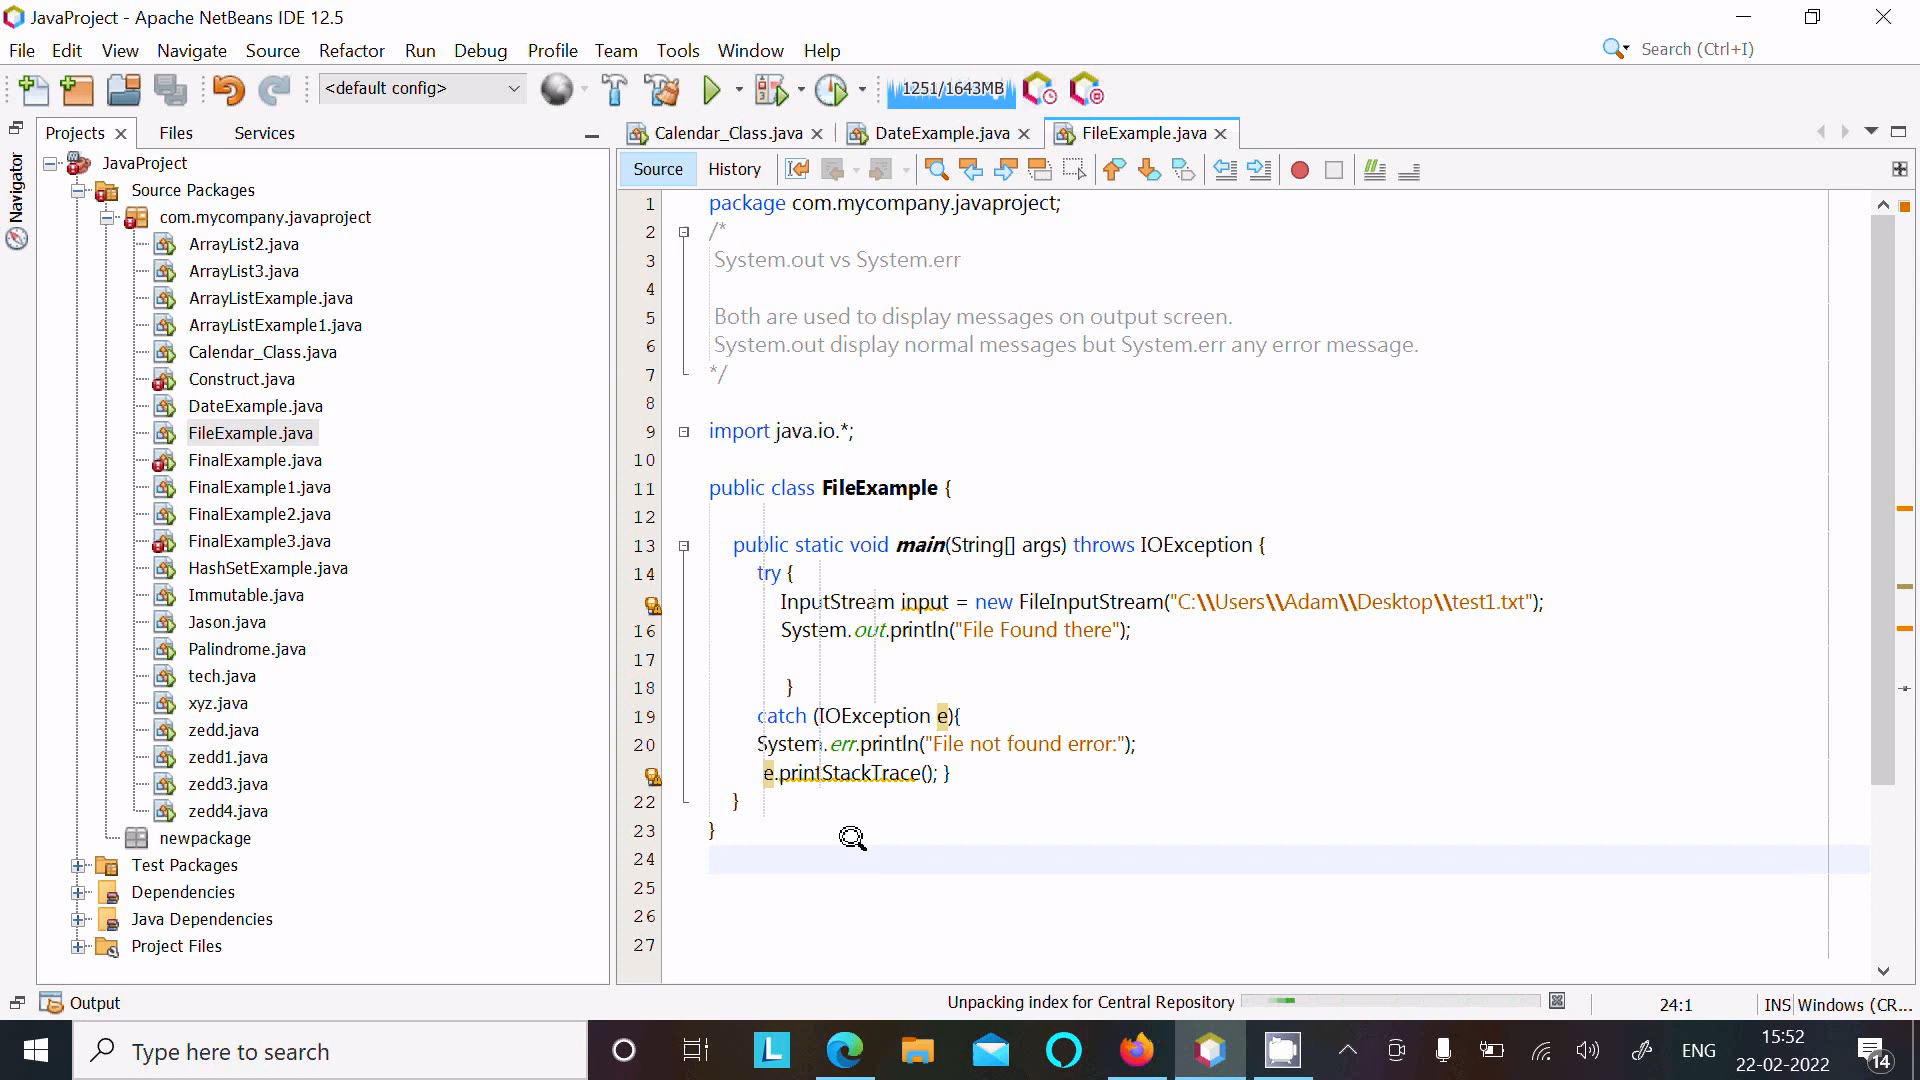 JavaProject - Apache NetBeans IDE 12.5
File Edit View Navigate Source Refactor Run Debug Profile Team Tools Window Help
Search (Ctrl+I)
<default config>
1251/1643MB
Projects
Files
Services
Navigator
JavaProject
Source Packages
com.mycompany.javaproject
ArrayList2.java
ArrayList3.java
ArrayListExample.java
ArrayListExample1.java
Calendar_Class.java
Construct.java
DateExample.java
FileExample.java
FinalExample.java
FinalExample1.java
FinalExample2.java
FinalExample3.java
HashSetExample.java
Immutable.java
Jason.java
Palindrome.java
tech.java
xyz.java
zedd.java
zedd1.java
zedd3.java
zedd4.java
newpackage
Test Packages
Dependencies
Java Dependencies
Project Files
Calendar_Class.java
DateExample.java
FileExample.java
Source
History
1 package com.mycompany.javaproject;
2 /*
3 System.out vs System.err
4
5 Both are used to display messages on output screen.
6 System.out display normal messages but System.err any error message.
7 */
8
9 import java.io.*;
10
11 public class FileExample {
12
13 public static void main(String[] args) throws IOException {
14 try {
InputStream input = new FileInputStream("C:\\Users\\Adam\\Desktop\\test1.txt");
16 System.out.println("File Found there");
17
18 }
19 catch (IOException e){
20 System.err.println("File not found error:");
e.printStackTrace(); }
22 }
23 }
24
25
26
27
Output
Unpacking index for Central Repository
24:1
INS
Windows (CR...
Type here to search
L
ENG
15:52
22-02-2022
14